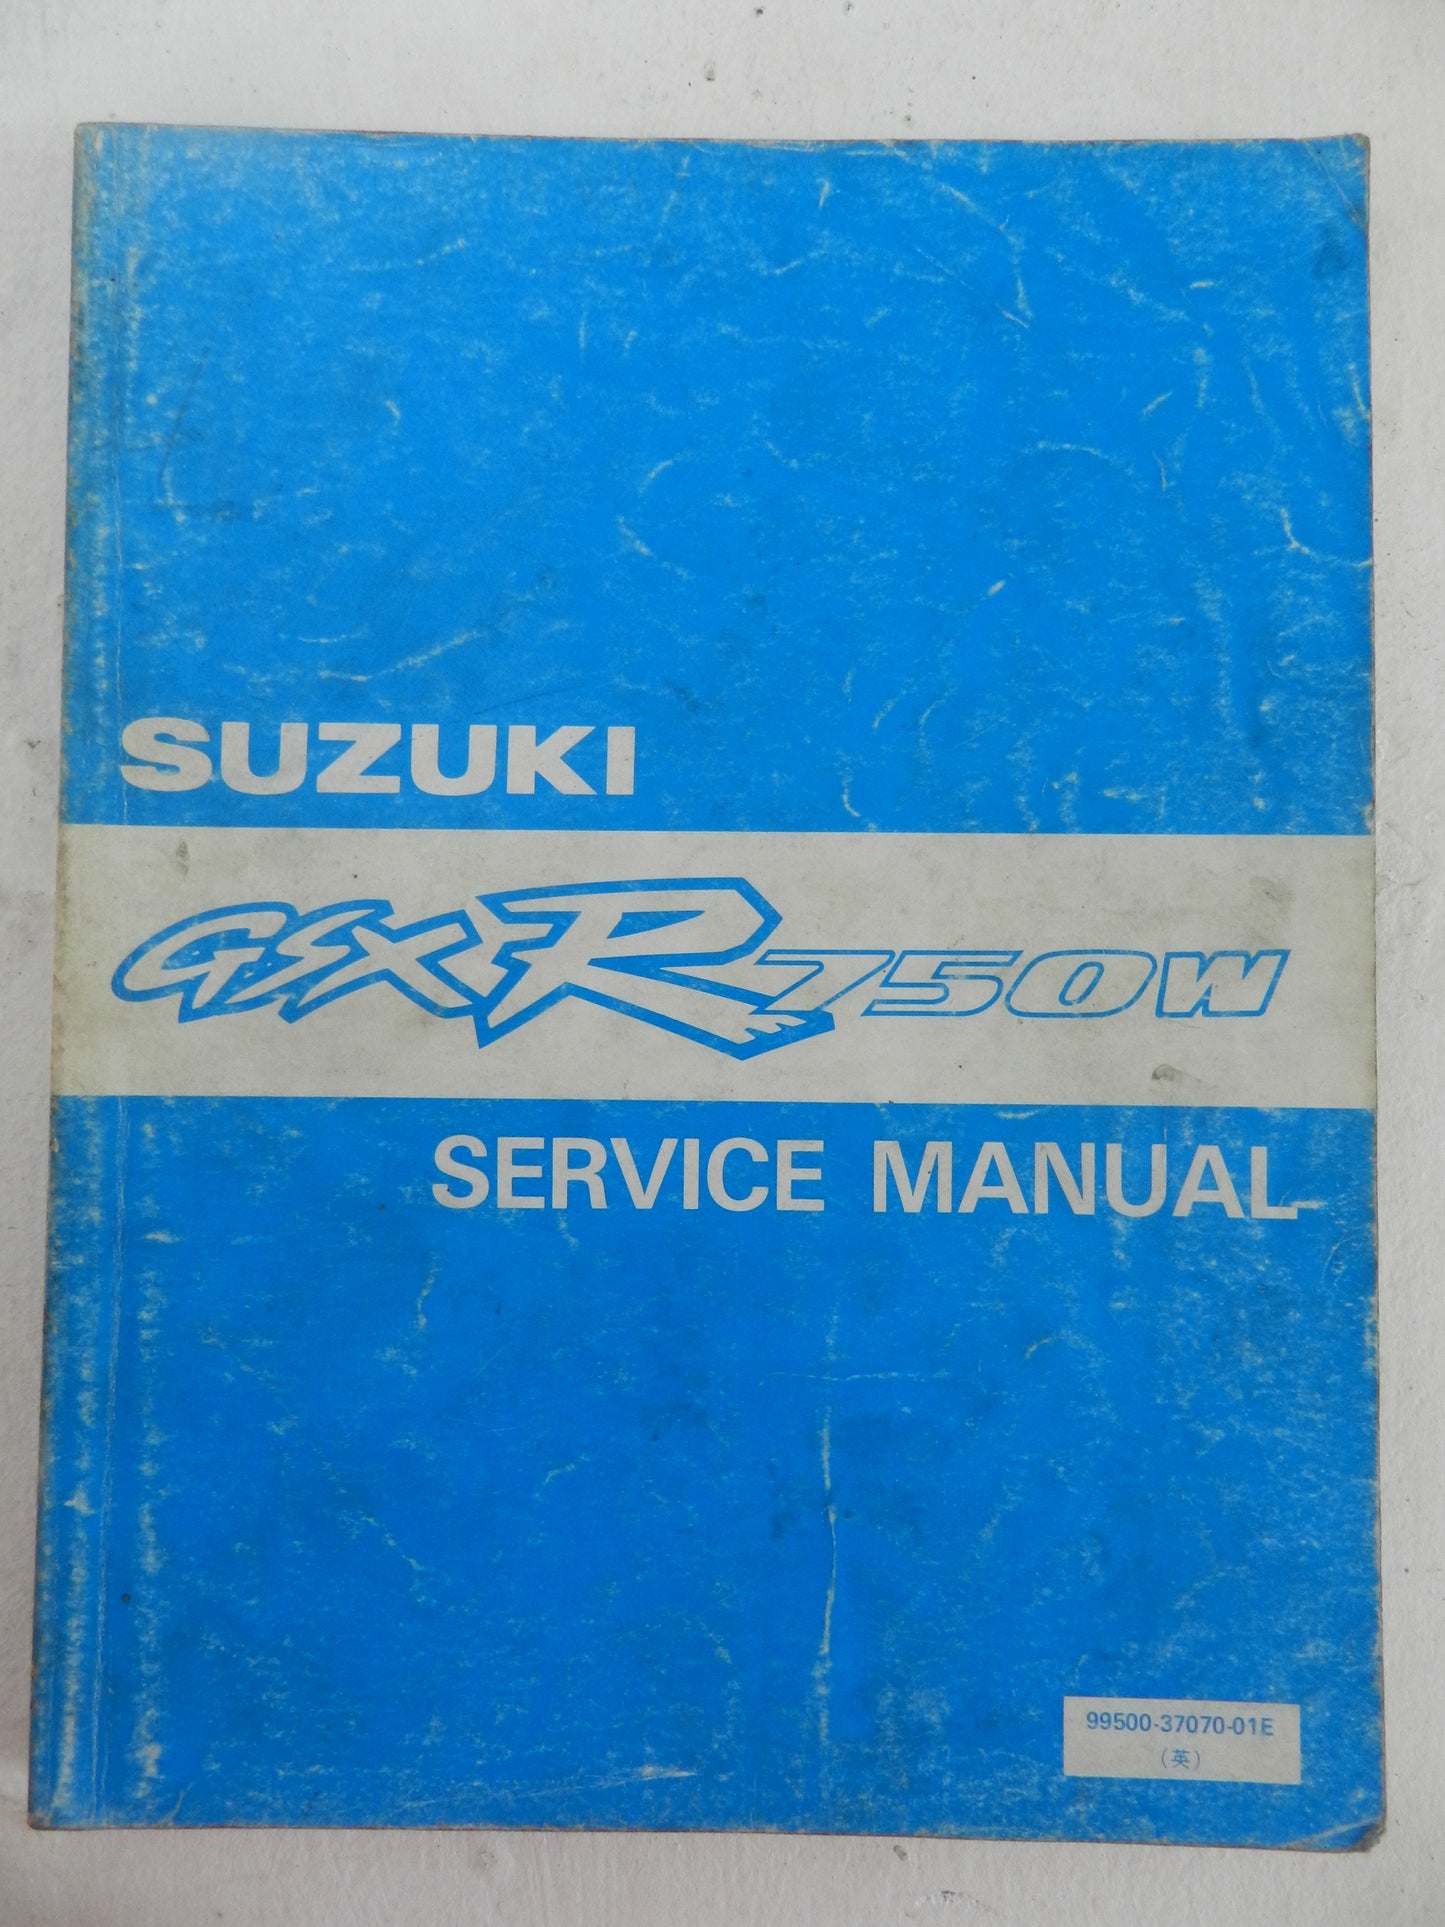 SUZUKI
GSX-R750W
SERVICE MANUAL
99500-37070-01E
(英)